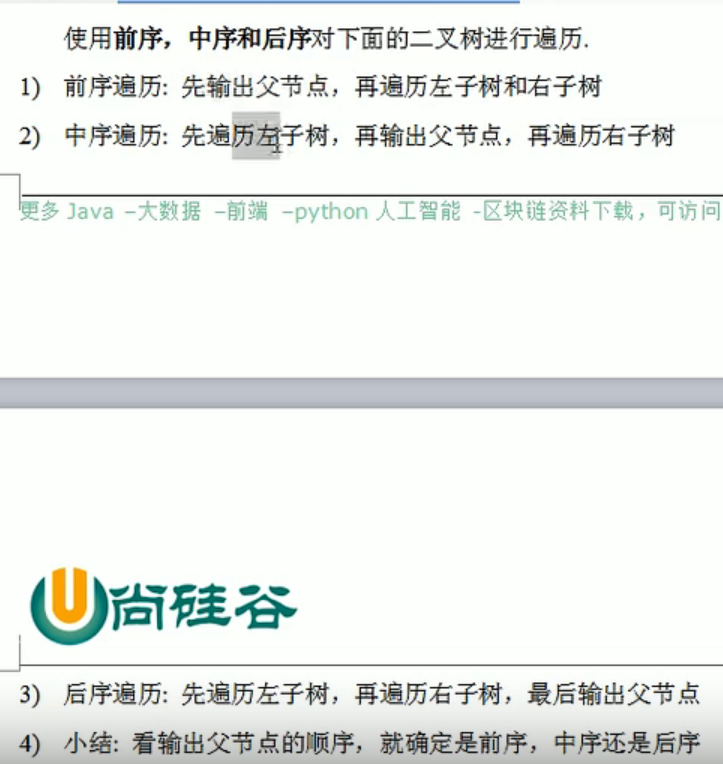 使用前序，中序和后序对下面的二叉树进行遍历.
1) 前序遍历: 先输出父节点，再遍历左子树和右子树
2) 中序遍历: 先遍历左子树，再输出父节点，再遍历右子树
更多 Java –大数据 –前端 –python 人工智能 -区块链资料下载，可访问
尚硅谷
3) 后序遍历: 先遍历左子树，再遍历右子树，最后输出父节点
4) 小结: 看输出父节点的顺序，就确定是前序，中序还是后序